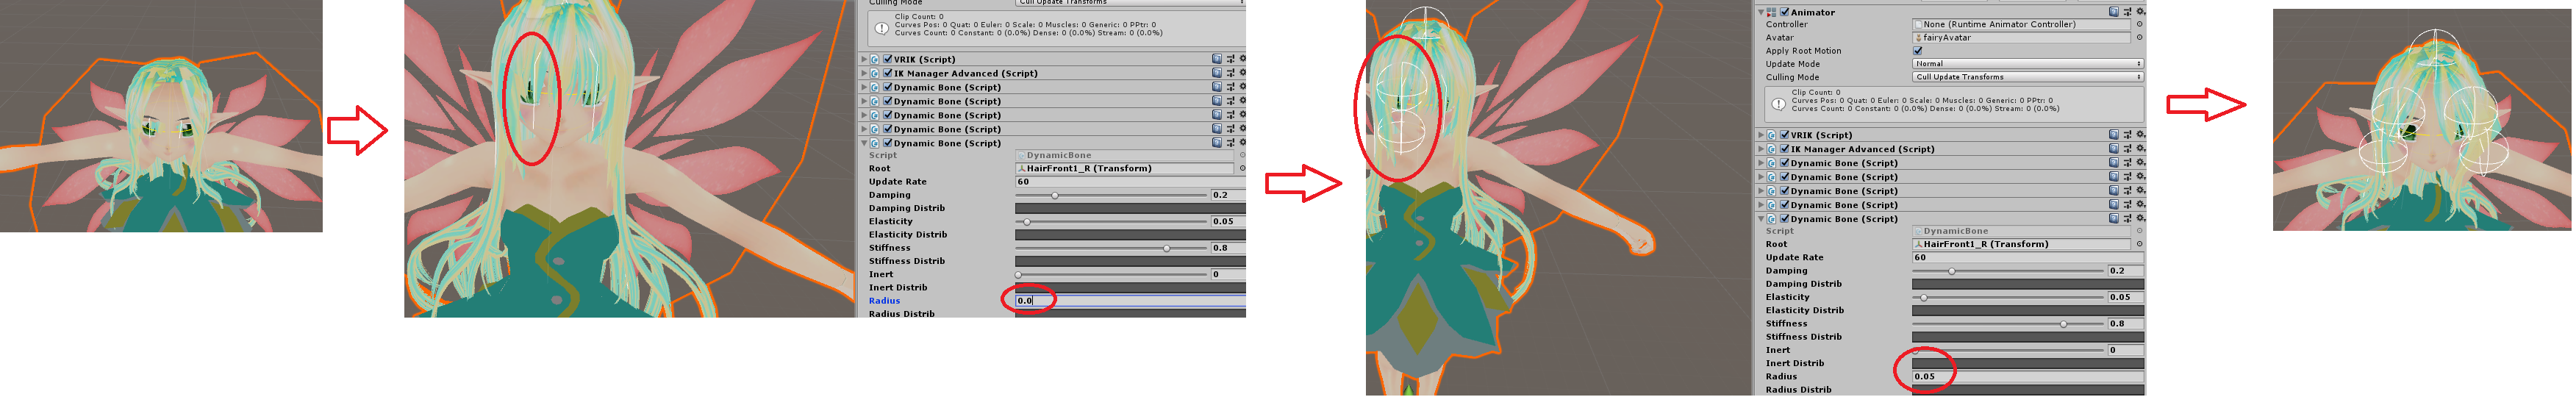 Culling Mode Cull Update Transforms
Clip Count: 0
Curves Pos: 0 Quat: 0 Euler: 0 Scale: 0 Muscles: 0 Generic: 0 PPtr: 0
Curves Count: 0 Constant: 0 (0.0%) Dense: 0 (0.0%) Stream: 0 (0.0%)
VRIK (Script)
IK Manager Advanced (Script)
Dynamic Bone (Script)
Dynamic Bone (Script)
Dynamic Bone (Script)
Dynamic Bone (Script)
Dynamic Bone (Script)
Script DynamicBone
Root HairFront1_R (Transform)
Update Rate 60
Damping 0.2
Damping Distrib
Elasticity 0.05
Elasticity Distrib
Stiffness 0.8
Stiffness Distrib
Inert 0
Inert Distrib
Radius 0.0
Radius Distrib
Animator
Controller None (Runtime Animator Controller)
Avatar fairyAvatar
Apply Root Motion
Update Mode Normal
Culling Mode Cull Update Transforms
Clip Count: 0
Curves Pos: 0 Quat: 0 Euler: 0 Scale: 0 Muscles: 0 Generic: 0 PPtr: 0
Curves Count: 0 Constant: 0 (0.0%) Dense: 0 (0.0%) Stream: 0 (0.0%)
VRIK (Script)
IK Manager Advanced (Script)
Dynamic Bone (Script)
Dynamic Bone (Script)
Dynamic Bone (Script)
Dynamic Bone (Script)
Dynamic Bone (Script)
Script DynamicBone
Root HairFront1_R (Transform)
Update Rate 60
Damping 0.2
Damping Distrib
Elasticity 0.05
Elasticity Distrib
Stiffness 0.8
Stiffness Distrib
Inert 0
Inert Distrib
Radius 0.05
Radius Distrib